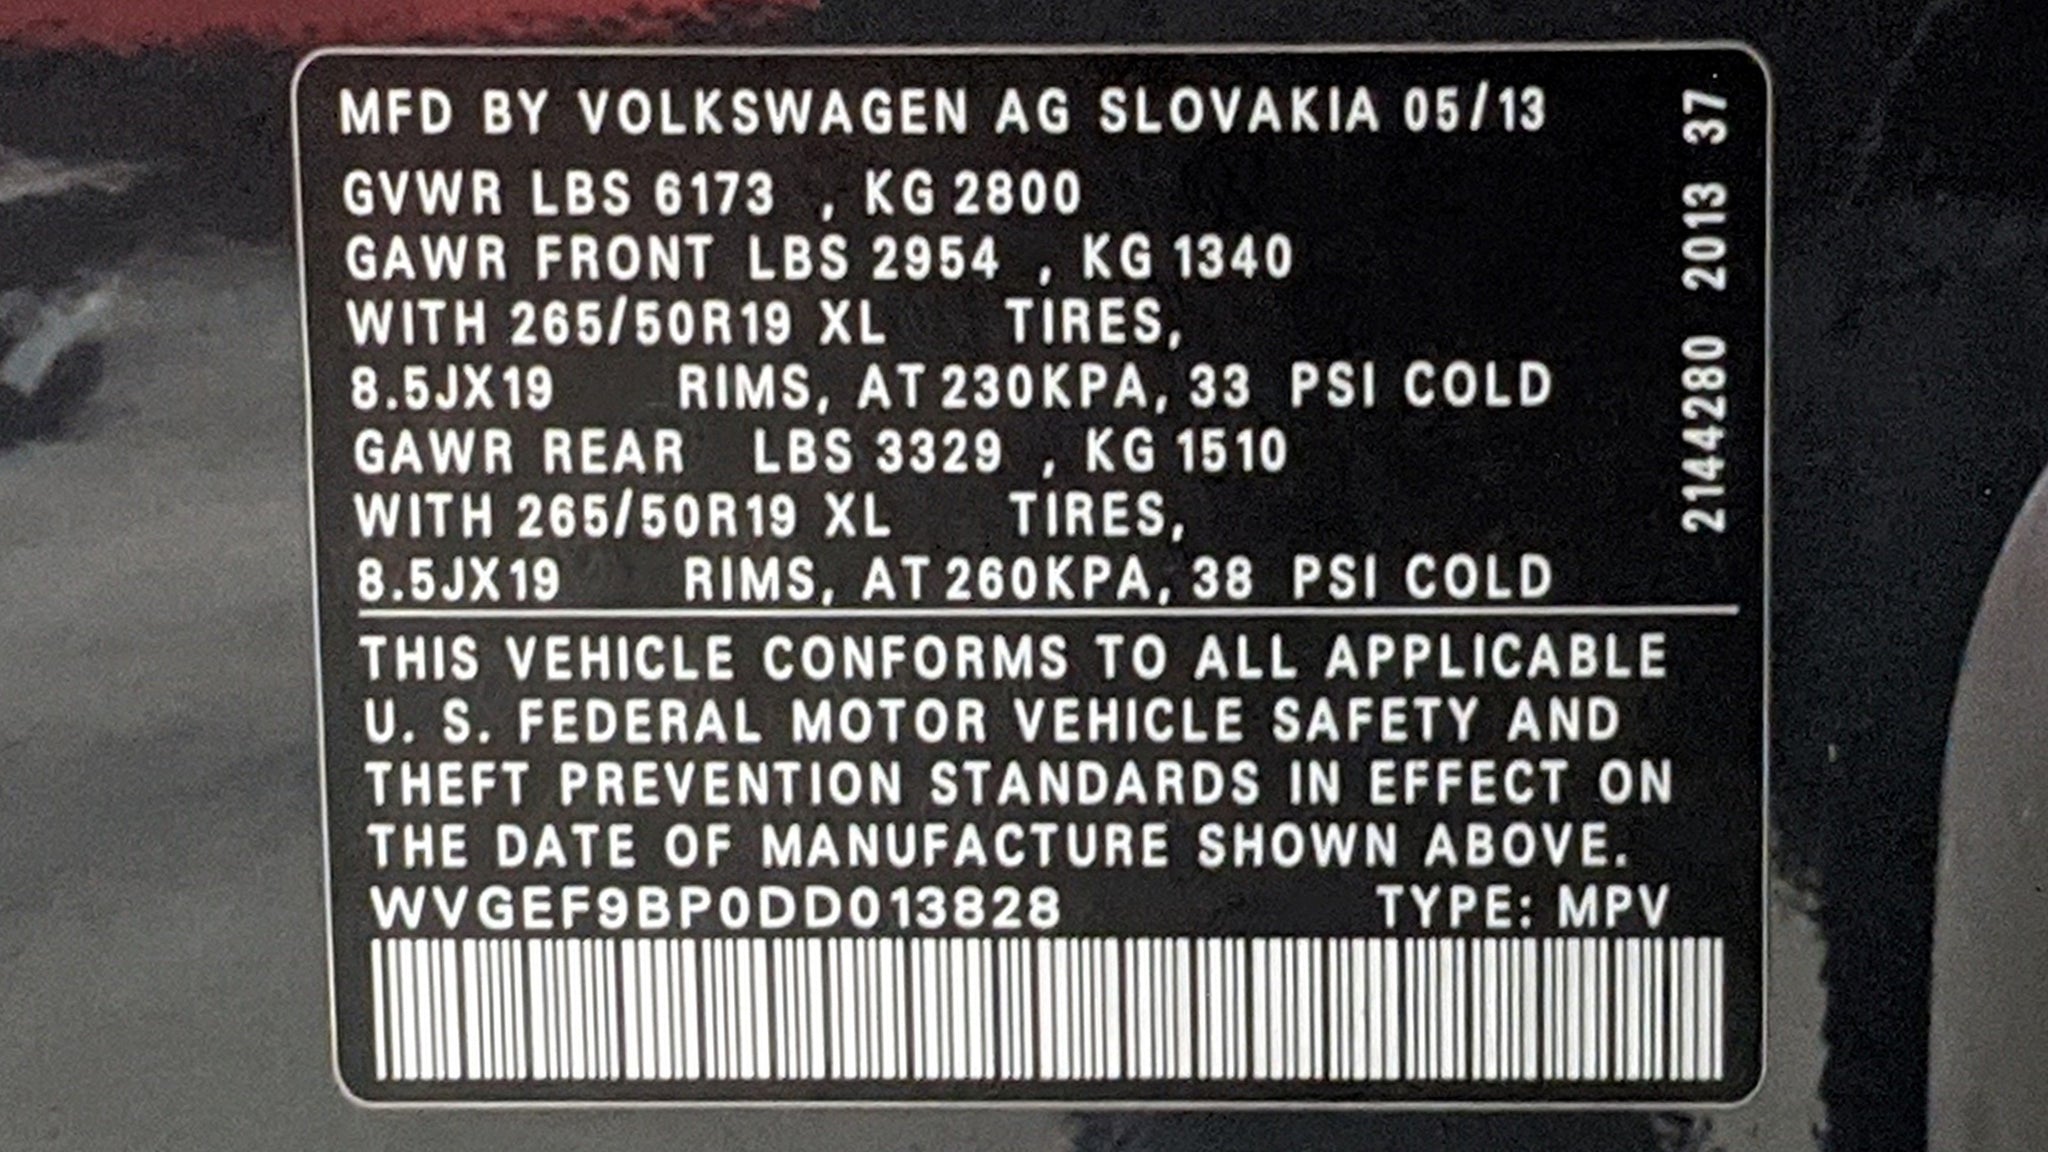 MFD BY VOLKSWAGEN AG SLOVAKIA 05/13
GVWR LBS 6173 , KG 2800
GAWR FRONT LBS 2954 , KG 1340
WITH 265/50R19 XL TIRES,
8.5JX19 RIMS, AT 230KPA, 33 PSI COLD
GAWR REAR LBS 3329 , KG 1510
WITH 265/50R19 XL TIRES,
8.5JX19 RIMS, AT 260KPA, 38 PSI COLD
THIS VEHICLE CONFORMS TO ALL APPLICABLE
U. S. FEDERAL MOTOR VEHICLE SAFETY AND
THEFT PREVENTION STANDARDS IN EFFECT ON
THE DATE OF MANUFACTURE SHOWN ABOVE.
WVGEF9BP0DD013828 TYPE: MPV
2144280 2013 37